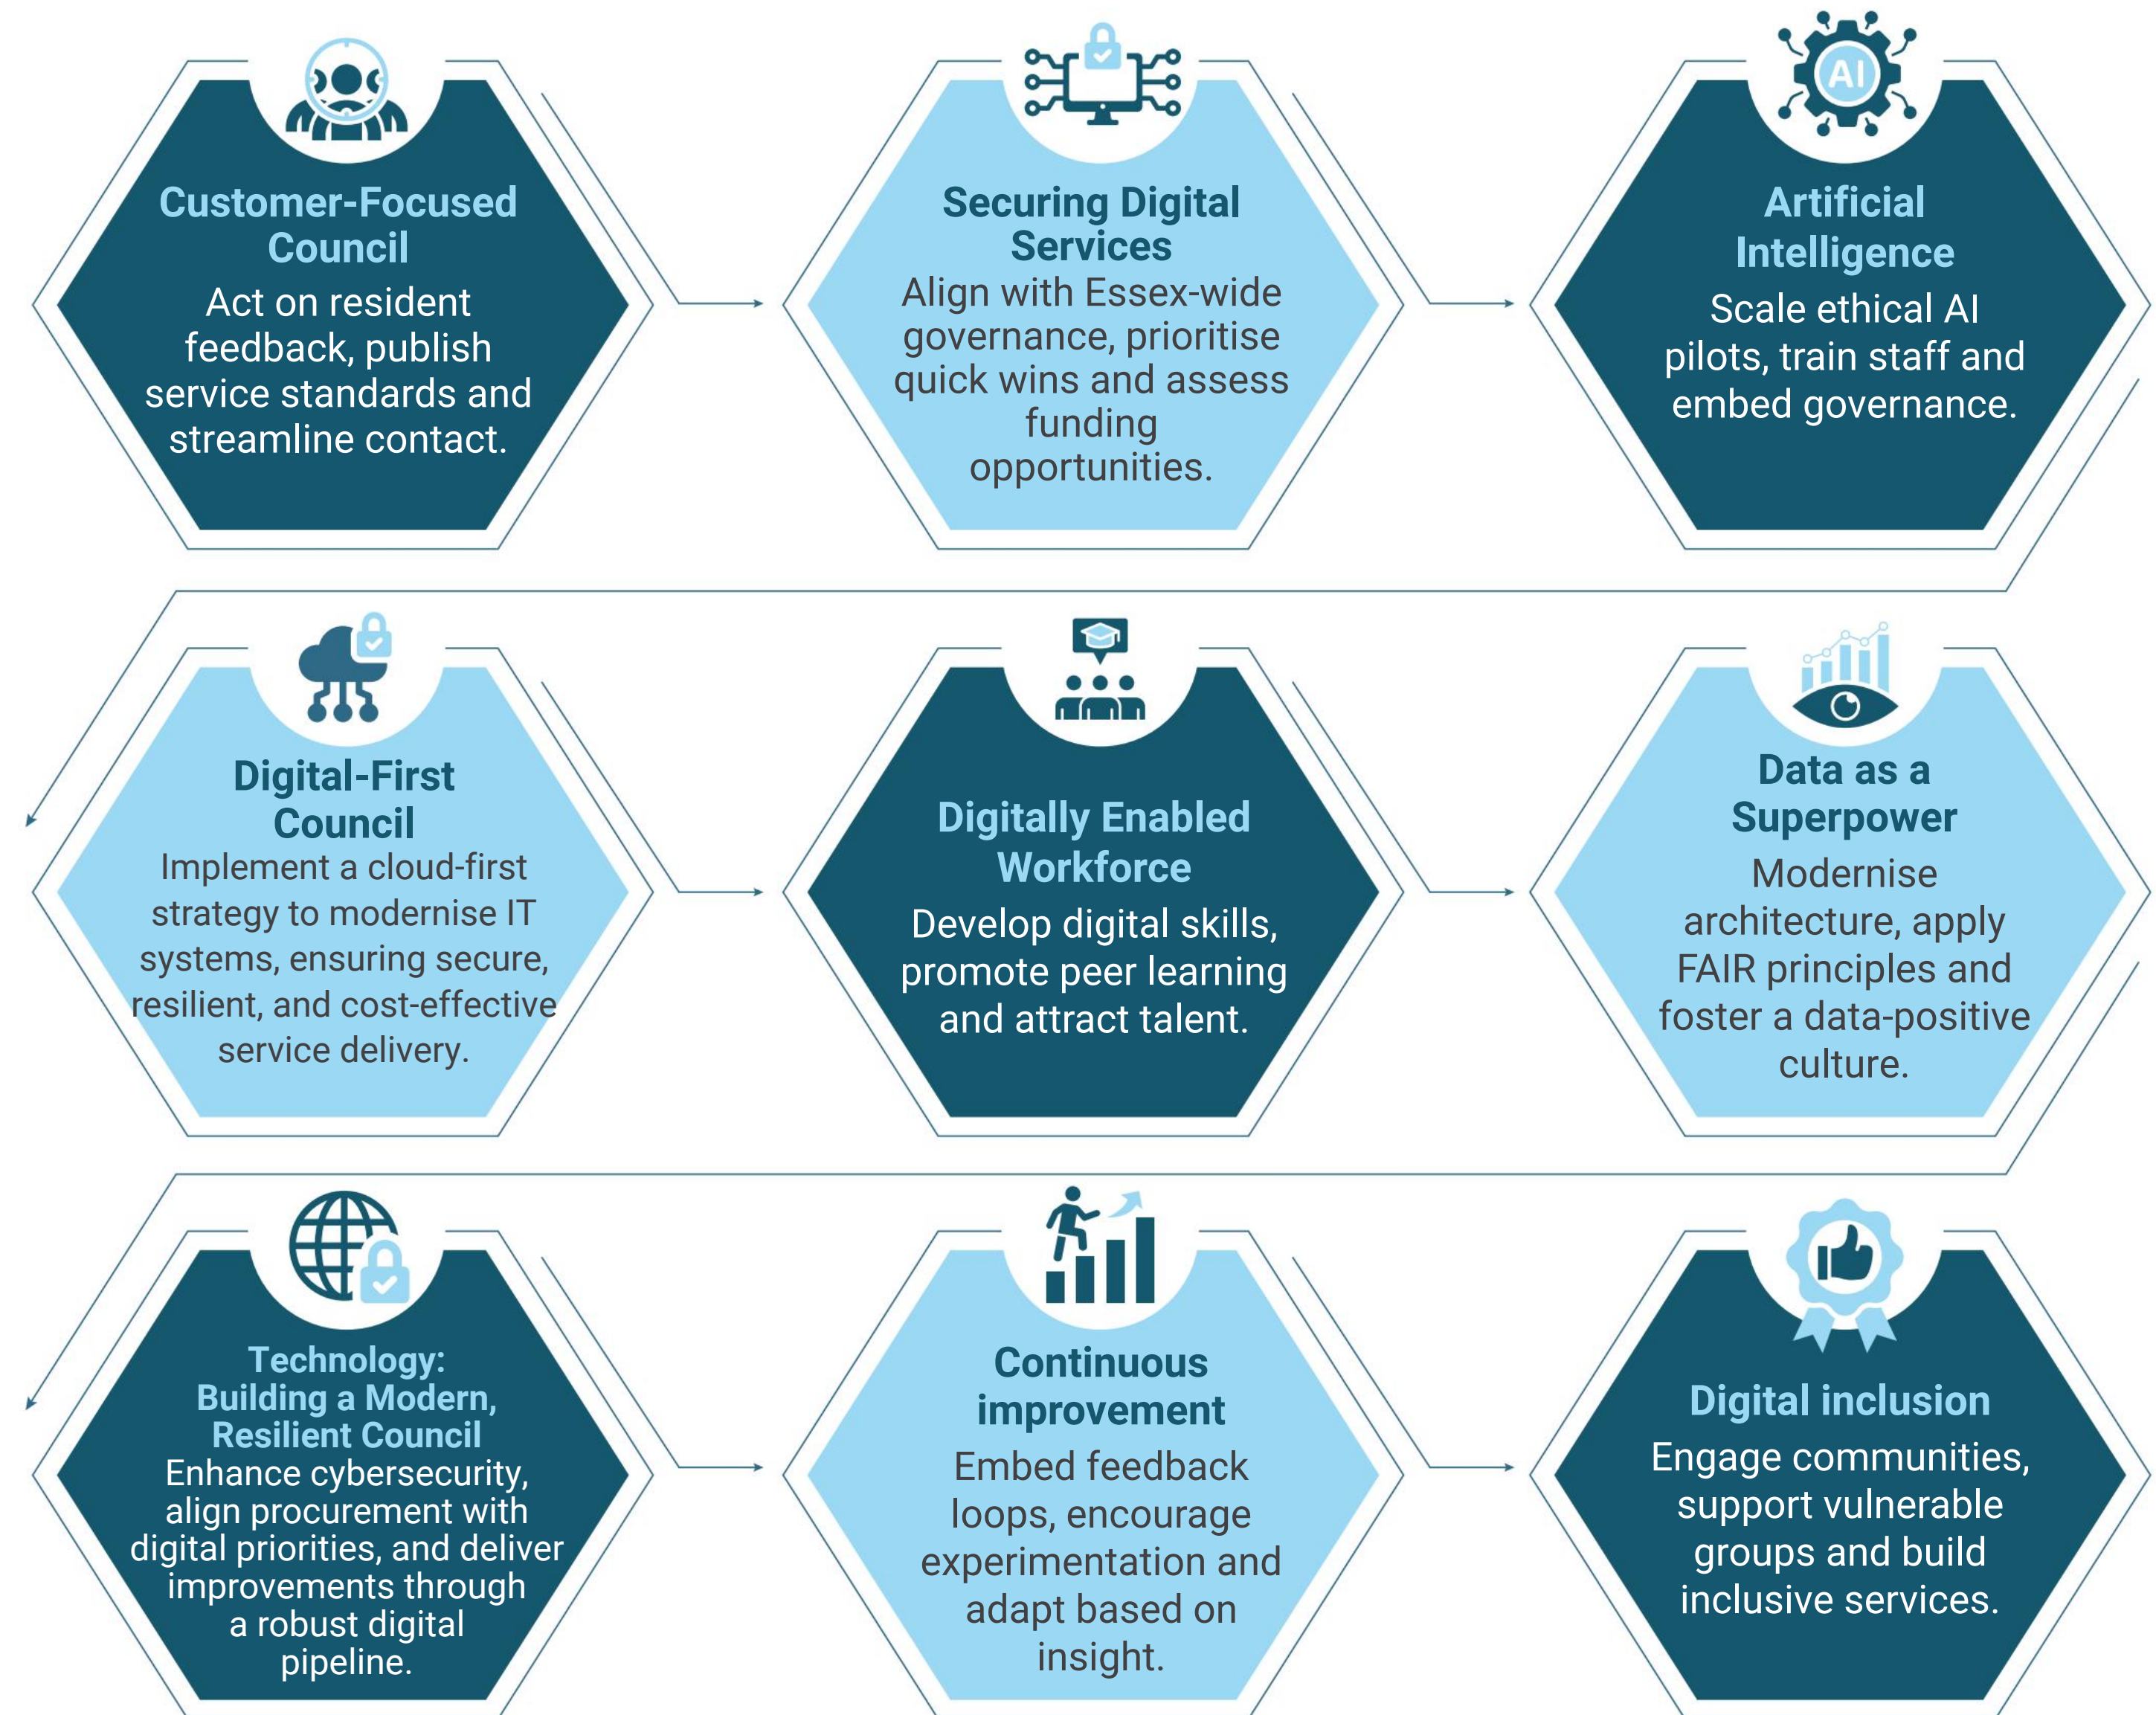 Customer-Focused
Council
Act on resident
feedback, publish
service standards and
streamline contact.
Securing Digital
Services
Align with Essex-wide
governance, prioritise
quick wins and assess
funding
opportunities.
AI
Artificial
Intelligence
Scale ethical AI
pilots, train staff and
embed governance.
Digital-First
Council
Implement a cloud-first
strategy to modernise IT
systems, ensuring secure,
resilient, and cost-effective
service delivery.
Digitally Enabled
Workforce
Develop digital skills,
promote peer learning
and attract talent.
Data as a
Superpower
Modernise
architecture, apply
FAIR principles and
foster a data-positive
culture.
Technology:
Building a Modern,
Resilient Council
Enhance cybersecurity,
align procurement with
digital priorities, and deliver
improvements through
a robust digital
pipeline.
Continuous
improvement
Embed feedback
loops, encourage
experimentation and
adapt based on
insight.
Digital inclusion
Engage communities,
support vulnerable
groups and build
inclusive services.